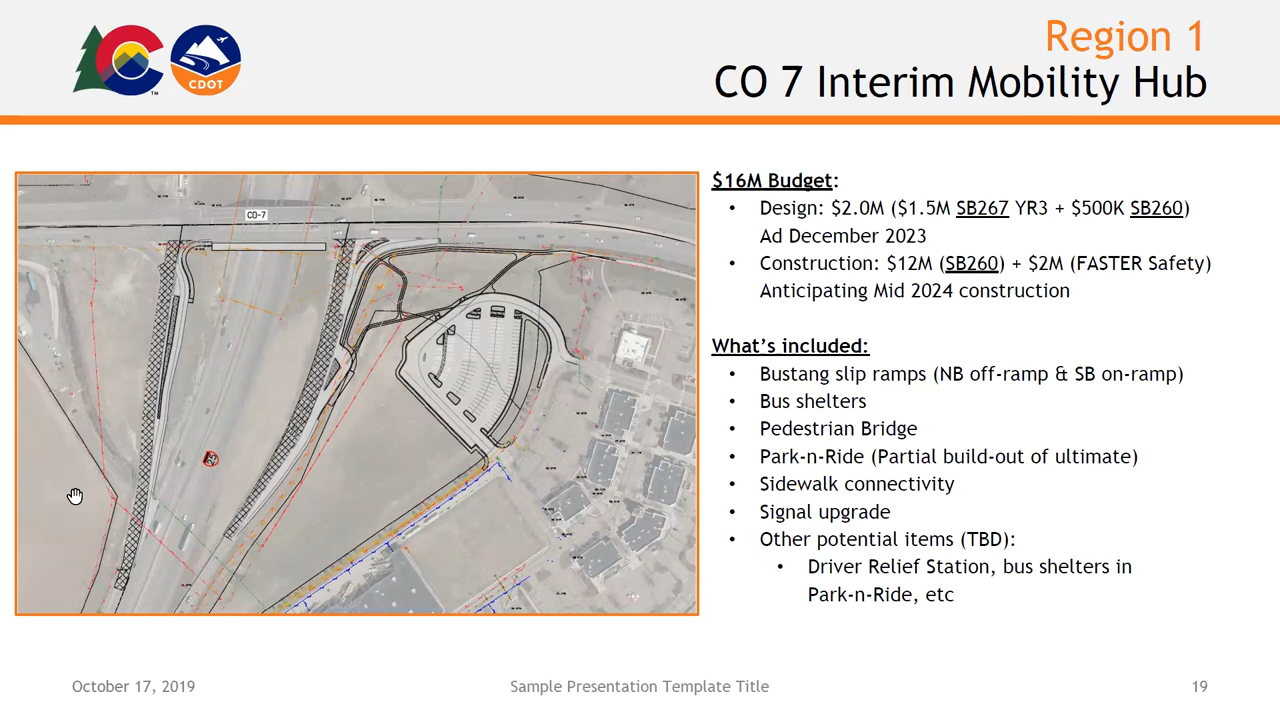 Region 1
CO 7 Interim Mobility Hub
CDOT
TM
CO-7
25
$16M Budget:
• Design: $2.0M ($1.5M SB267 YR3 + $500K SB260)
Ad December 2023
• Construction: $12M (SB260) + $2M (FASTER Safety)
Anticipating Mid 2024 construction
What’s included:
• Bustang slip ramps (NB off-ramp & SB on-ramp)
• Bus shelters
• Pedestrian Bridge
• Park-n-Ride (Partial build-out of ultimate)
• Sidewalk connectivity
• Signal upgrade
• Other potential items (TBD):
• Driver Relief Station, bus shelters in
Park-n-Ride, etc
October 17, 2019
Sample Presentation Template Title
19